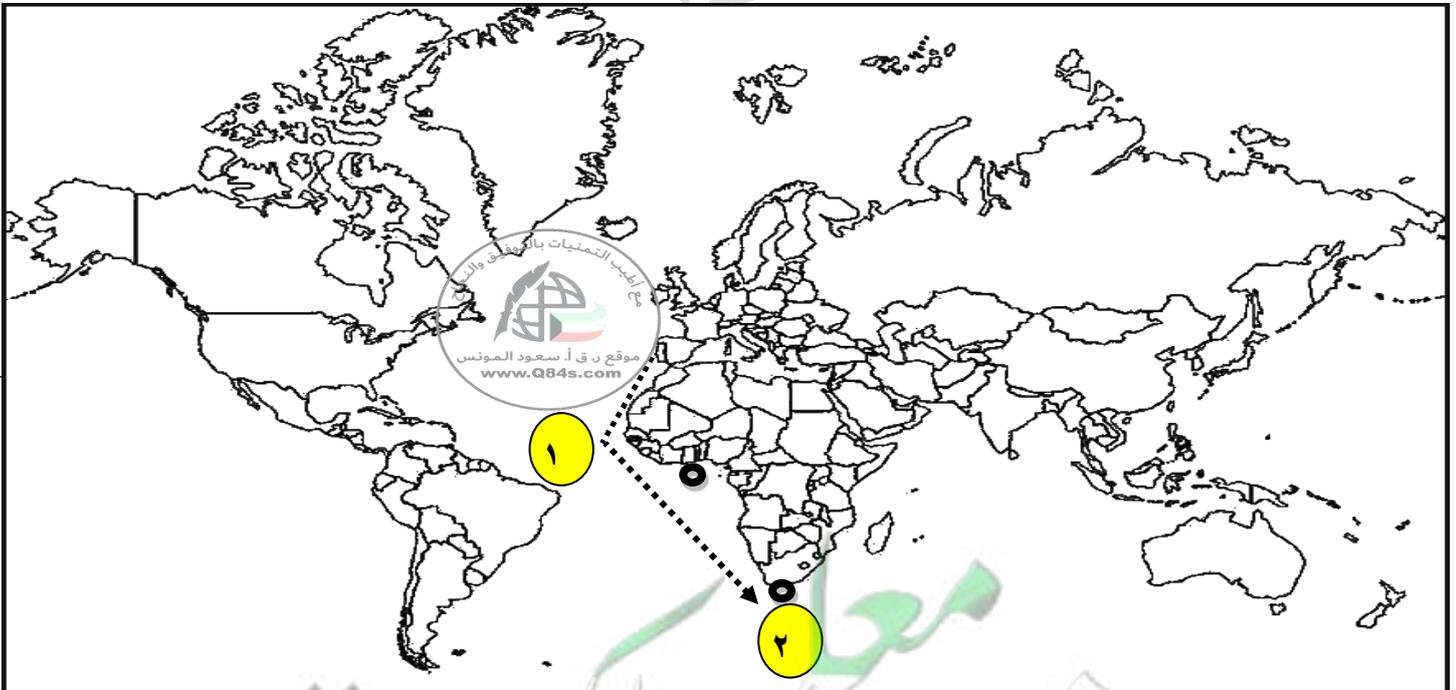 مع أطيب التمنيات بالتوفيق والنجاح
موقع ر. ق أ. سعود المونس
www.Q84s.com
١
٢